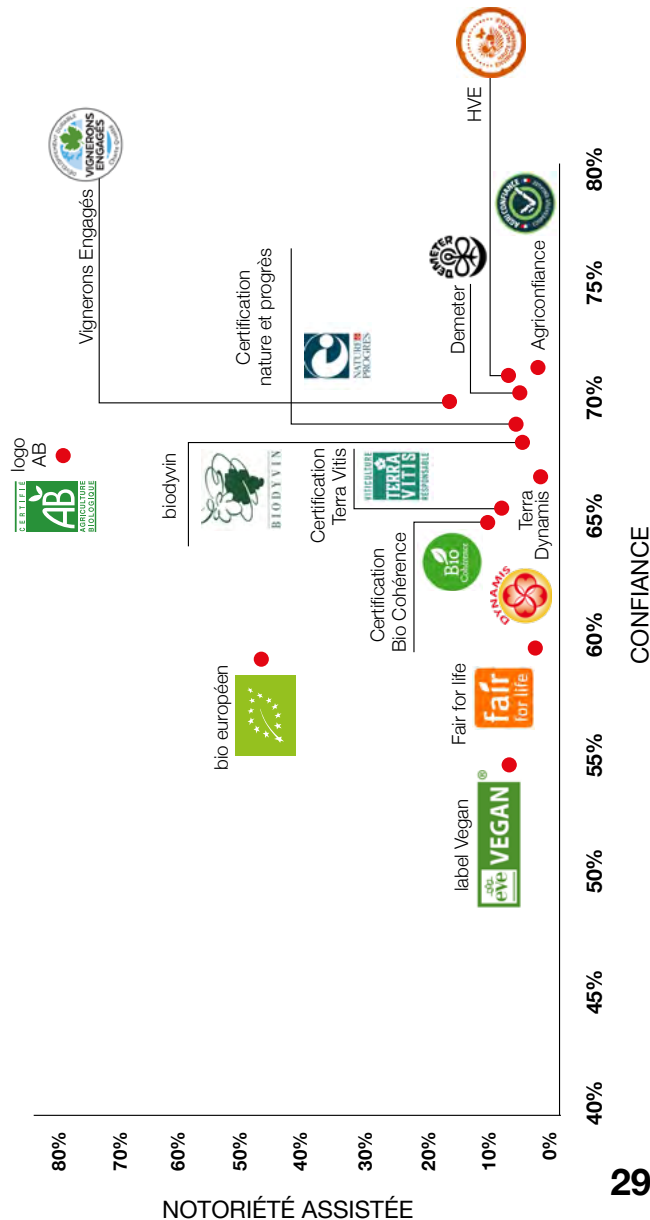 NOTORIÉTÉ ASSISTÉE
80%
70%
60%
50%
40%
30%
20%
10%
0%
CERTIFIÉ
AB
AGRICULTURE
BIOLOGIQUE
logo
AB
Vignerons Engagés
VIGNERONS
ENGAGÉS
bio européen
biodyvin
BIODYVIN
Certification
nature et progrès
NATURE
PROGRÈS
Certification
Terra Vitis
VITICULTURE
TERRA
VITIS
RESPONSABLE
Certification
Bio Cohérence
Bio
Cohérence
Demeter
DEMETER
HVE
label Vegan
eve VEGAN®
Fair for life
fair
for life
DYNAMIS
Terra
Dynamis
Agriconfiance
AGRICONFIANCE
40%
45%
50%
55%
60%
65%
70%
75%
80%
CONFIANCE
29